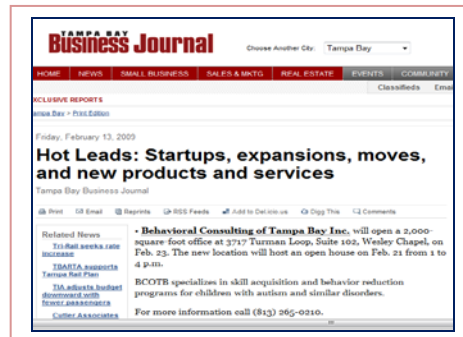 TAMPA BAY
Business Journal
Choose Another City: Tampa Bay
HOME NEWS SMALL BUSINESS SALES & MKTG REAL ESTATE EVENTS COMMUNITY
Classifieds Emai
EXCLUSIVE REPORTS
Tampa Bay > Print Edition
Friday, February 13, 2009
Hot Leads: Startups, expansions, moves,
and new products and services
Tampa Bay Business Journal
Print Email Reprints RSS Feeds Add to Del.icio.us Digg This Comments
Related News
Tri-Rail seeks rate
increase
TBARTA supports
Tampa Rail Plan
TIA adjusts budget
downward with
fewer passengers
Cutler Associates
• Behavioral Consulting of Tampa Bay Inc. will open a 2,000-
square-foot office at 3717 Turman Loop, Suite 102, Wesley Chapel, on
Feb. 23. The new location will host an open house on Feb. 21 from 1 to
4 p.m.
BCOTB specializes in skill acquisition and behavior reduction
programs for children with autism and similar disorders.
For more information call (813) 265-0210.